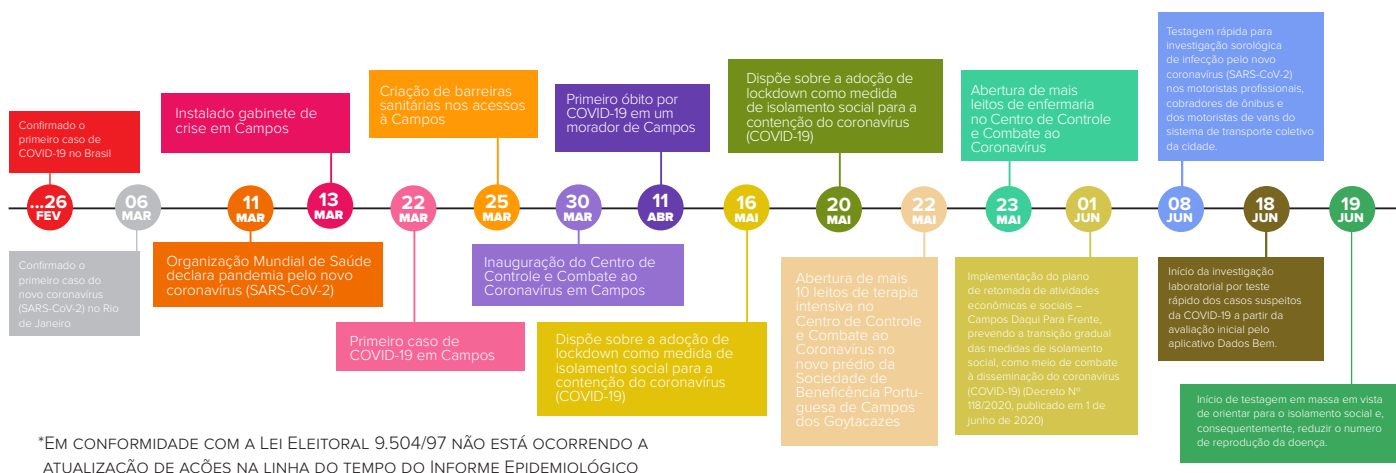 ...26
FEV
Confirmado o
primeiro caso de
COVID-19 no Brasil
06
MAR
Confirmado o
primeiro caso do
novo coronavírus
(SARS-CoV-2) no Rio
de Janeiro
11
MAR
Organização Mundial de Saúde
declara pandemia pelo novo
coronavírus (SARS-CoV-2)
13
MAR
Instalado gabinete de
crise em Campos
22
MAR
Primeiro caso de
COVID-19 em Campos
25
MAR
Criação de barreiras
sanitárias nos acessos
à Campos
30
MAR
Inauguração do Centro de
Controle e Combate ao
Coronavírus em Campos
11
ABR
Primeiro óbito por
COVID-19 em um
morador de Campos
16
MAI
Dispõe sobre a adoção de
lockdown como medida de
isolamento social para a
contenção do coronavírus
(COVID-19)
20
MAI
Dispõe sobre a adoção de
lockdown como medida
de isolamento social para a
contenção do coronavírus
(COVID-19)
22
MAI
Abertura de mais
10 leitos de terapia
intensiva no
Centro de Controle
e Combate ao
Coronavírus no
novo prédio da
Sociedade de
Beneficência Portu-
guesa de Campos
dos Goytacazes
23
MAI
Abertura de mais
leitos de enfermaria
no Centro de Controle
e Combate ao
Coronavírus
01
JUN
Implementação do plano
de retomada de atividades
econômicas e sociais –
Campos Daqui Para Frente,
prevendo a transição gradual
das medidas de isolamento
social, como meio de combate
à disseminação do coronavírus
(COVID-19) (Decreto Nº
118/2020, publicado em 1 de
junho de 2020)
08
JUN
Testagem rápida para
investigação sorológica
de infecção pelo novo
coronavírus (SARS-CoV-2)
nos motoristas profissionais,
cobradores de ônibus e
dos motoristas de vans do
sistema de transporte coletivo
da cidade.
18
JUN
Início da investigação
laboratorial por teste
rápido dos casos suspeitos
da COVID-19 a partir da
avaliação inicial pelo
aplicativo Dados Bem.
19
JUN
Início de testagem em massa em vista
de orientar para o isolamento social e,
consequentemente, reduzir o numero
de reprodução da doença.
*EM CONFORMIDADE COM A LEI ELEITORAL 9.504/97 NÃO ESTÁ OCORRENDO A
ATUALIZAÇÃO DE AÇÕES NA LINHA DO TEMPO DO INFORME EPIDEMIOLÓGICO